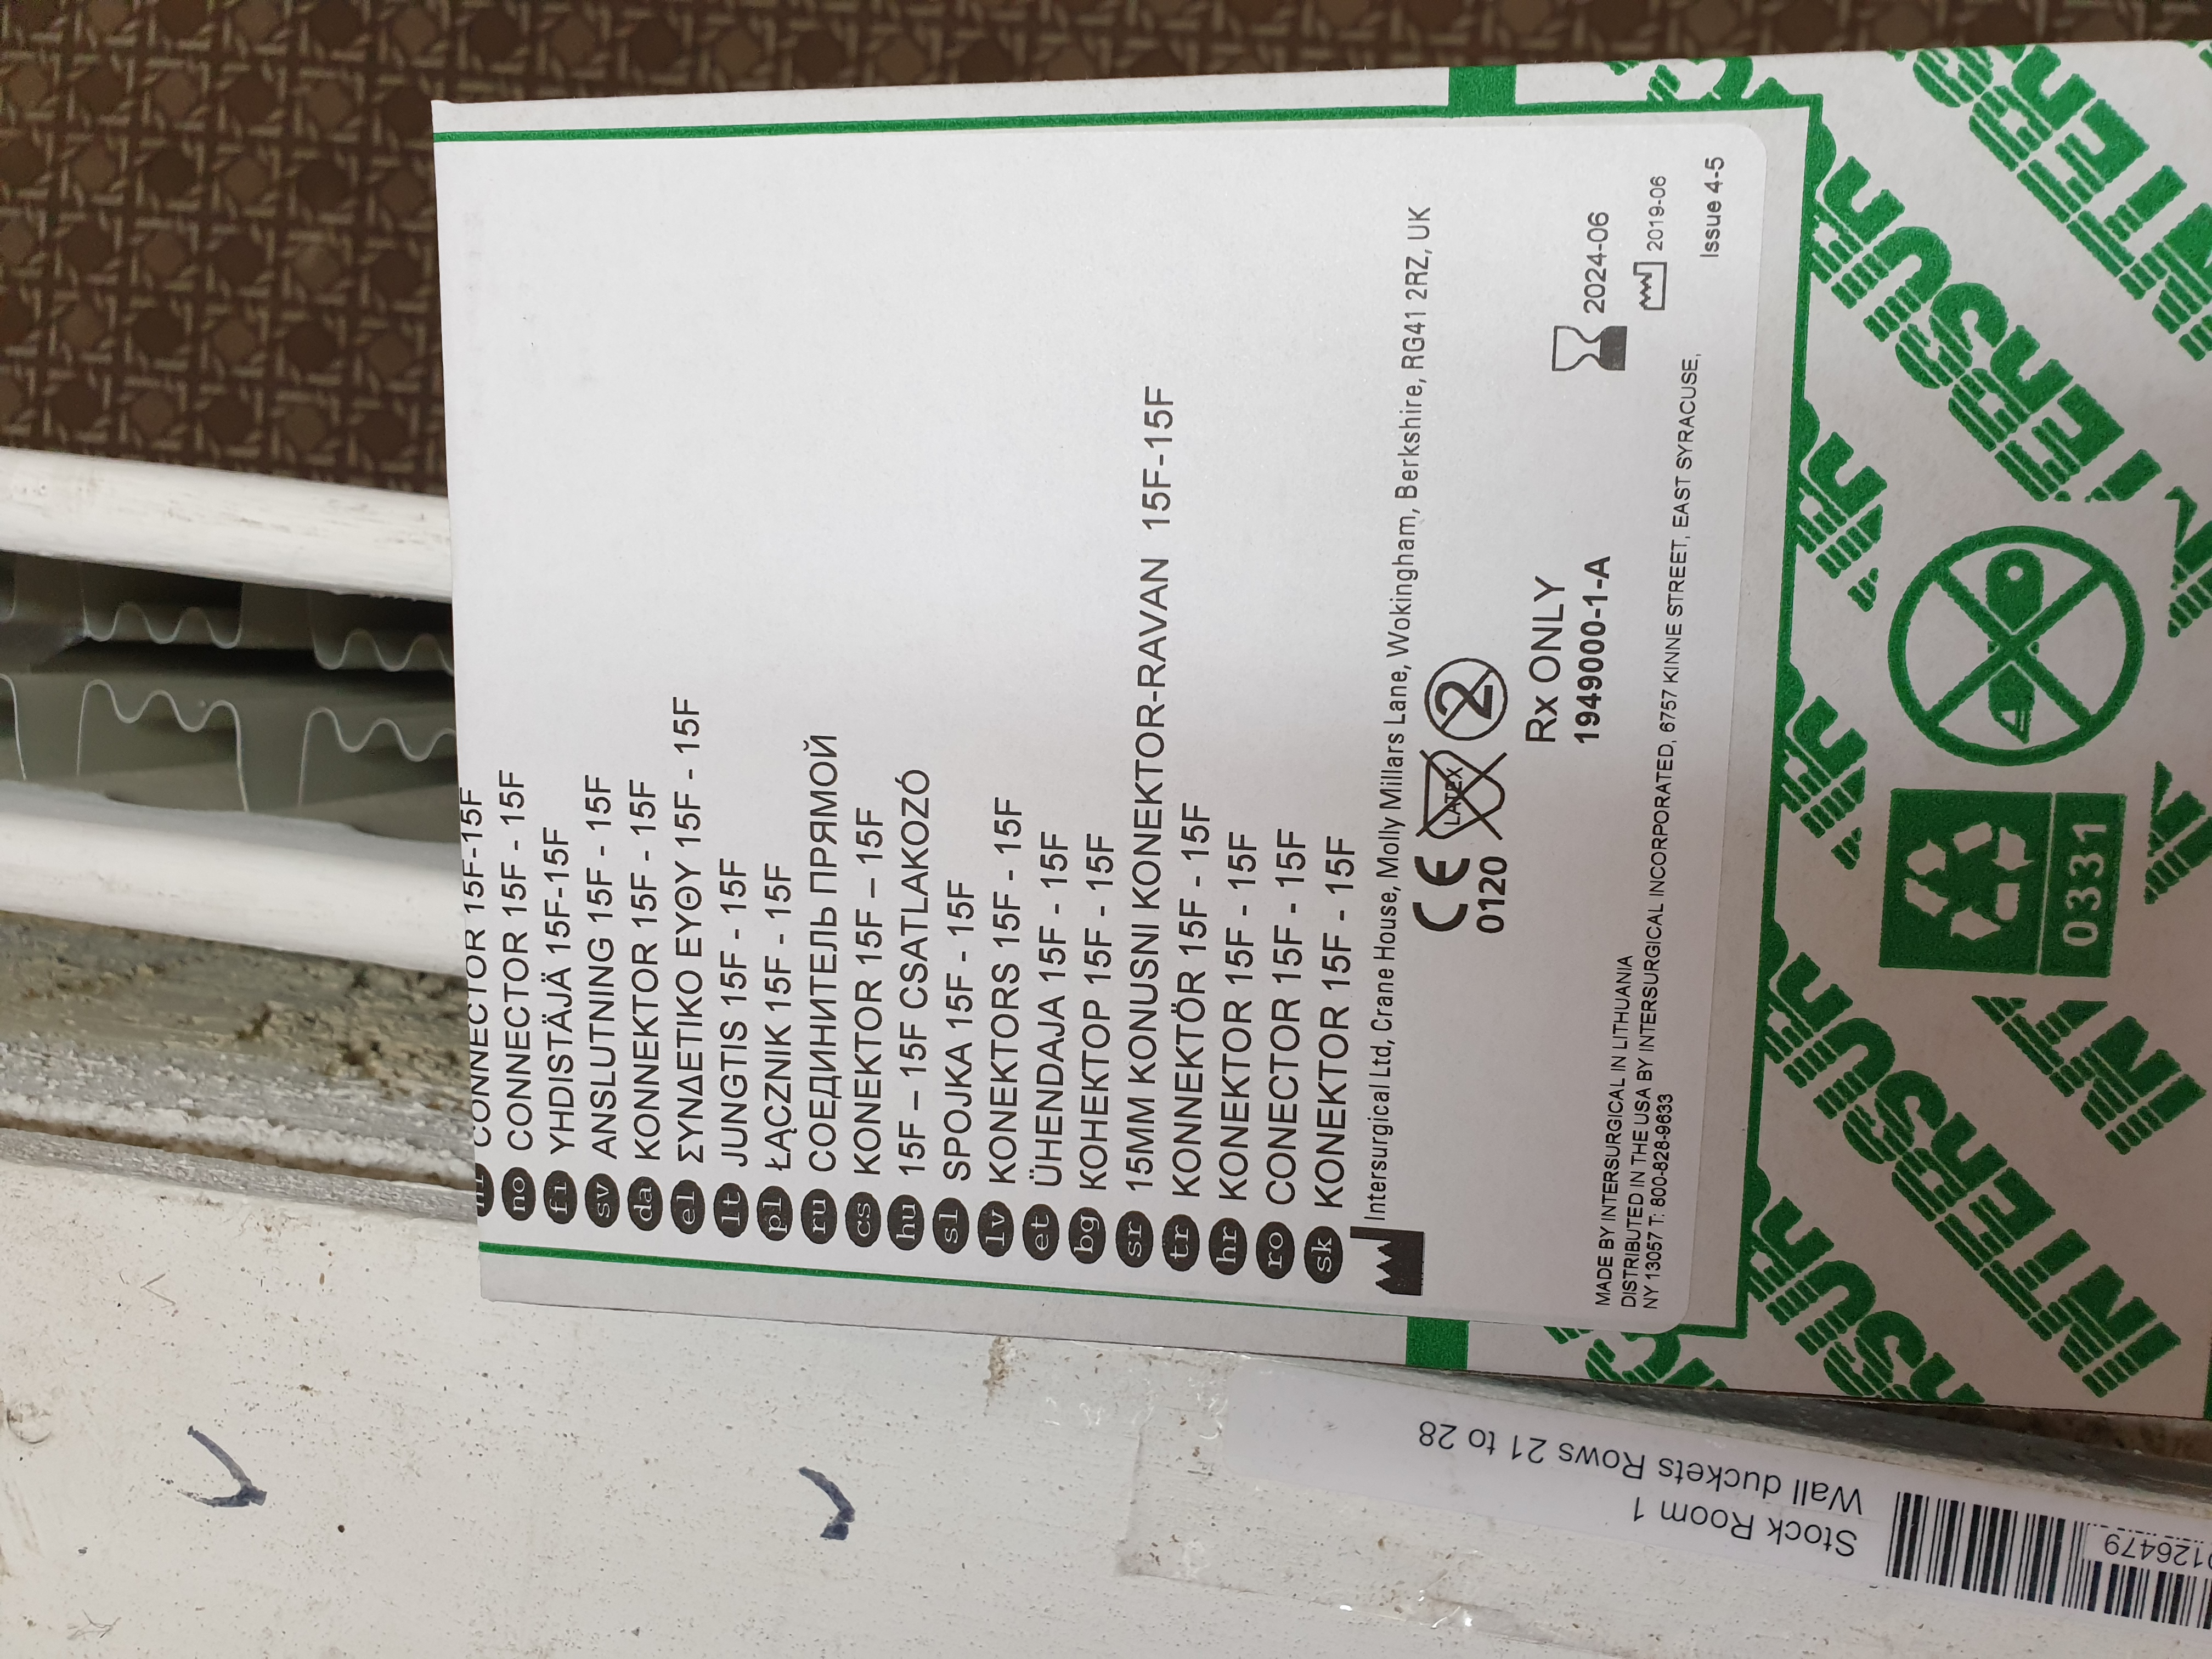 CONNECTOR 15F-15F
no CONNECTOR 15F - 15F
fi YHDISTÄJÄ 15F-15F
sv ANSLUTNING 15F - 15F
da KONNEKTOR 15F - 15F
el ΣΥΝΔΕΤΙΚΟ ΕΥΘΥ 15F - 15F
lt JUNGTIS 15F - 15F
pl ŁĄCZNIK 15F - 15F
ru СОЕДИНИТЕЛЬ ПРЯМОЙ
cs KONEKTOR 15F – 15F
hu 15F – 15F CSATLAKOZÓ
sl SPOJKA 15F - 15F
lv KONEKTORS 15F - 15F
et ÜHENDAJA 15F - 15F
bg КОНЕКТОР 15F - 15F
sr 15MM KONUSNI KONEKTOR-RAVAN 15F-15F
tr KONNEKTÖR 15F - 15F
hr KONEKTOR 15F - 15F
ro CONECTOR 15F - 15F
sk KONEKTOR 15F - 15F
Intersurgical Ltd, Crane House, Molly Millars Lane, Wokingham, Berkshire, RG41 2RZ, UK
CE LATEX 2
0120
Rx ONLY
1949000-1-A
2024-06
2019-06
MADE BY INTERSURGICAL IN LITHUANIA
DISTRIBUTED IN THE USA BY INTERSURGICAL INCORPORATED, 6757 KINNE STREET, EAST SYRACUSE,
NY 13057 T: 800-828-9633
Issue 4-5
0331
Stock Room 1
Wall duckets Rows 21 to 28